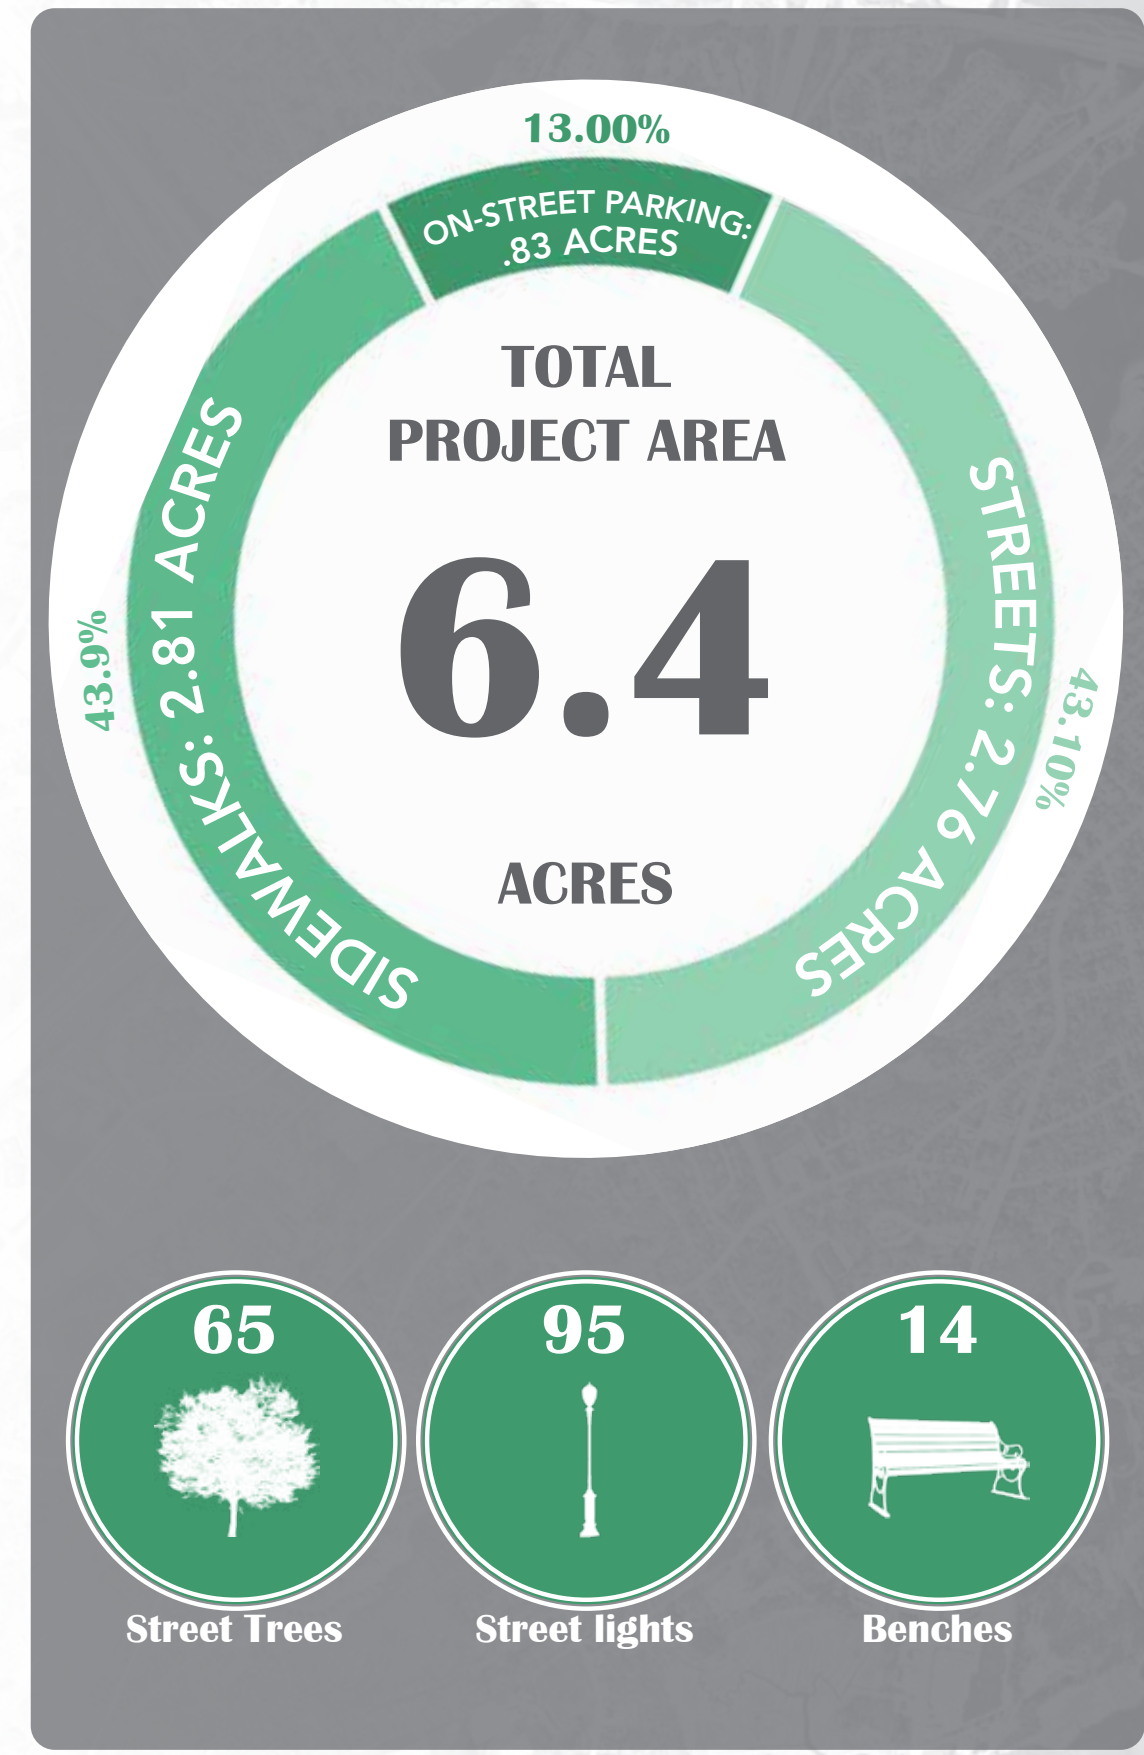 13.00%
ON-STREET PARKING:
.83 ACRES
TOTAL
PROJECT AREA
6.4
ACRES
SIDEWALKS: 2.81 ACRES
43.9%
STREETS: 2.76 ACRES
43.10%
65
Street Trees
95
Street lights
14
Benches